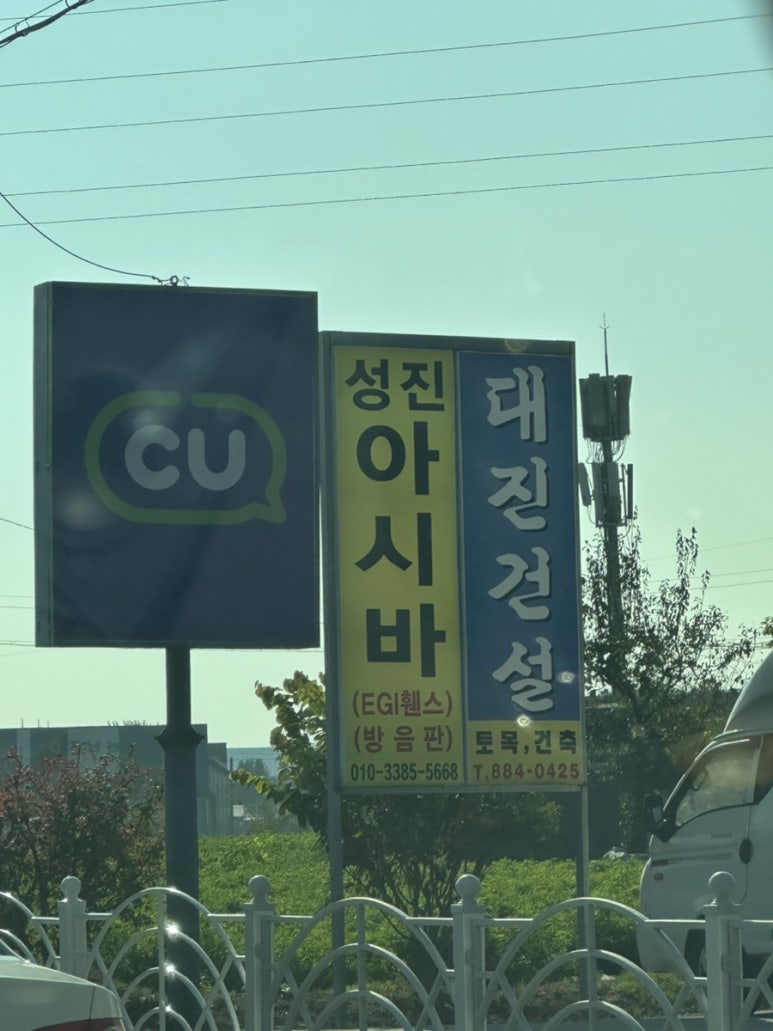 CU
성진
아시바
(EGI휀스)
(방음판)
010-3385-5668
대진건설
토목,건축
T.884-0425